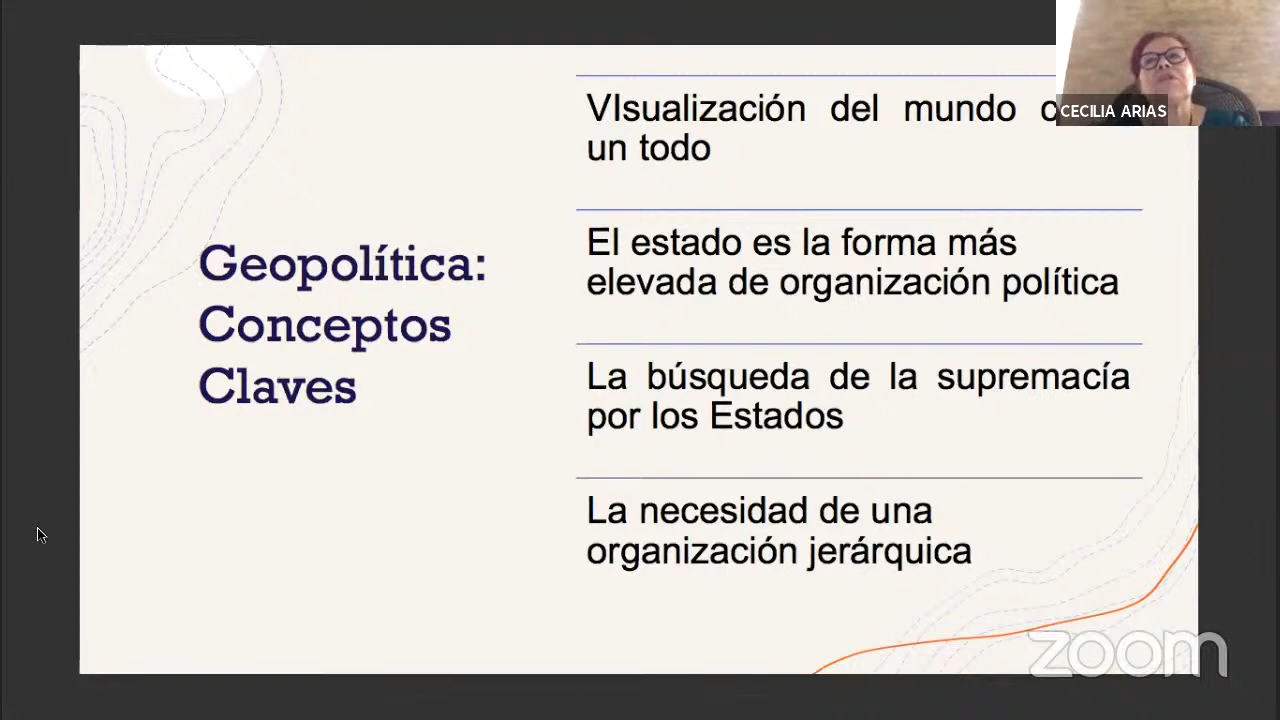 Geopolítica:
Conceptos
Claves
VIsualización del mundo
un todo
El estado es la forma más
elevada de organización política
La búsqueda de la supremacía
por los Estados
La necesidad de una
organización jerárquica
CECILIA ARIAS
zoom